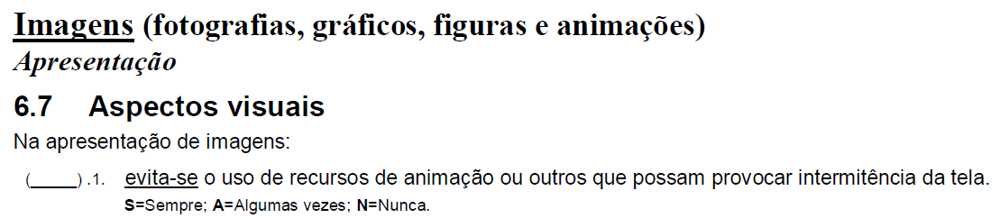 Imagens (fotografias, gráficos, figuras e animações)
Apresentação
6.7 Aspectos visuais
Na apresentação de imagens:
(_____) .1. evita-se o uso de recursos de animação ou outros que possam provocar intermitência da tela.
S=Sempre; A=Algumas vezes; N=Nunca.